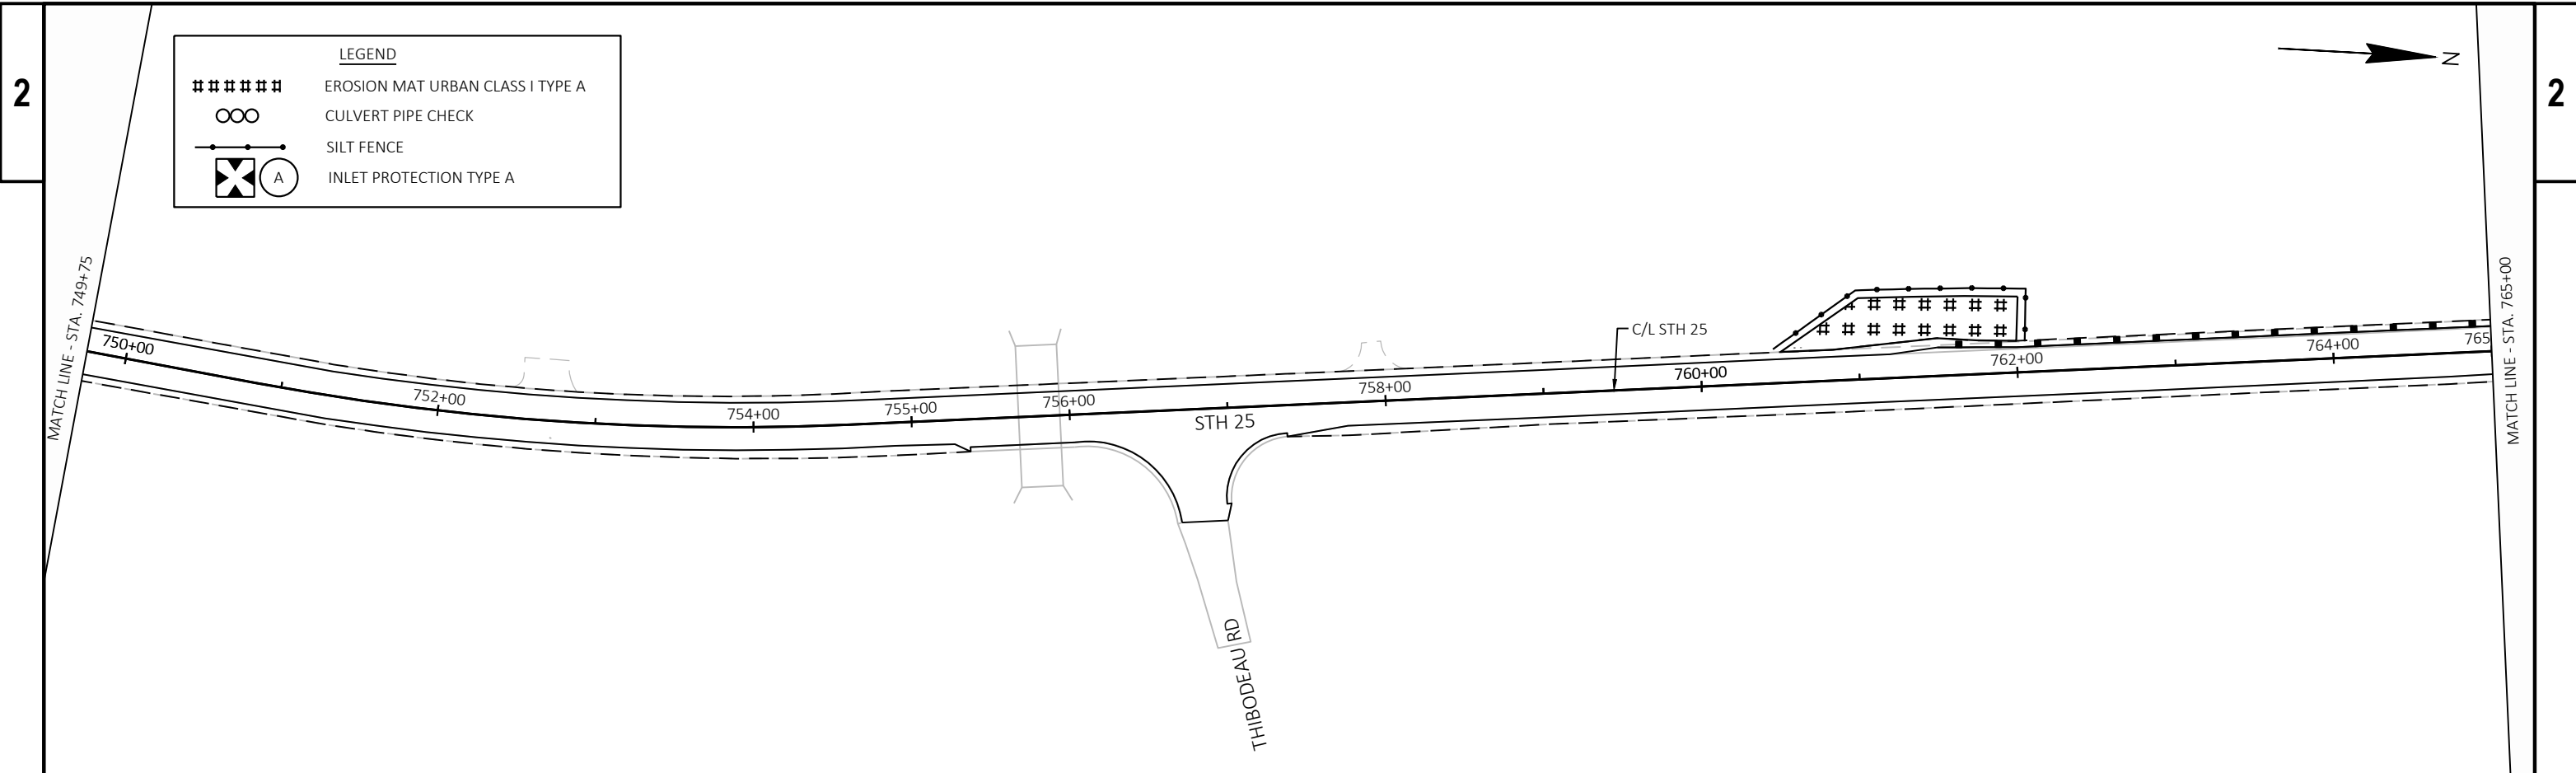 2
LEGEND
EROSION MAT URBAN CLASS I TYPE A
CULVERT PIPE CHECK
SILT FENCE
A INLET PROTECTION TYPE A
N
2
MATCH LINE - STA. 749+75
750+00
752+00
754+00
755+00
756+00
STH 25
758+00
C/L STH 25
760+00
762+00
764+00
765
MATCH LINE - STA. 765+00
THIBODEAU RD